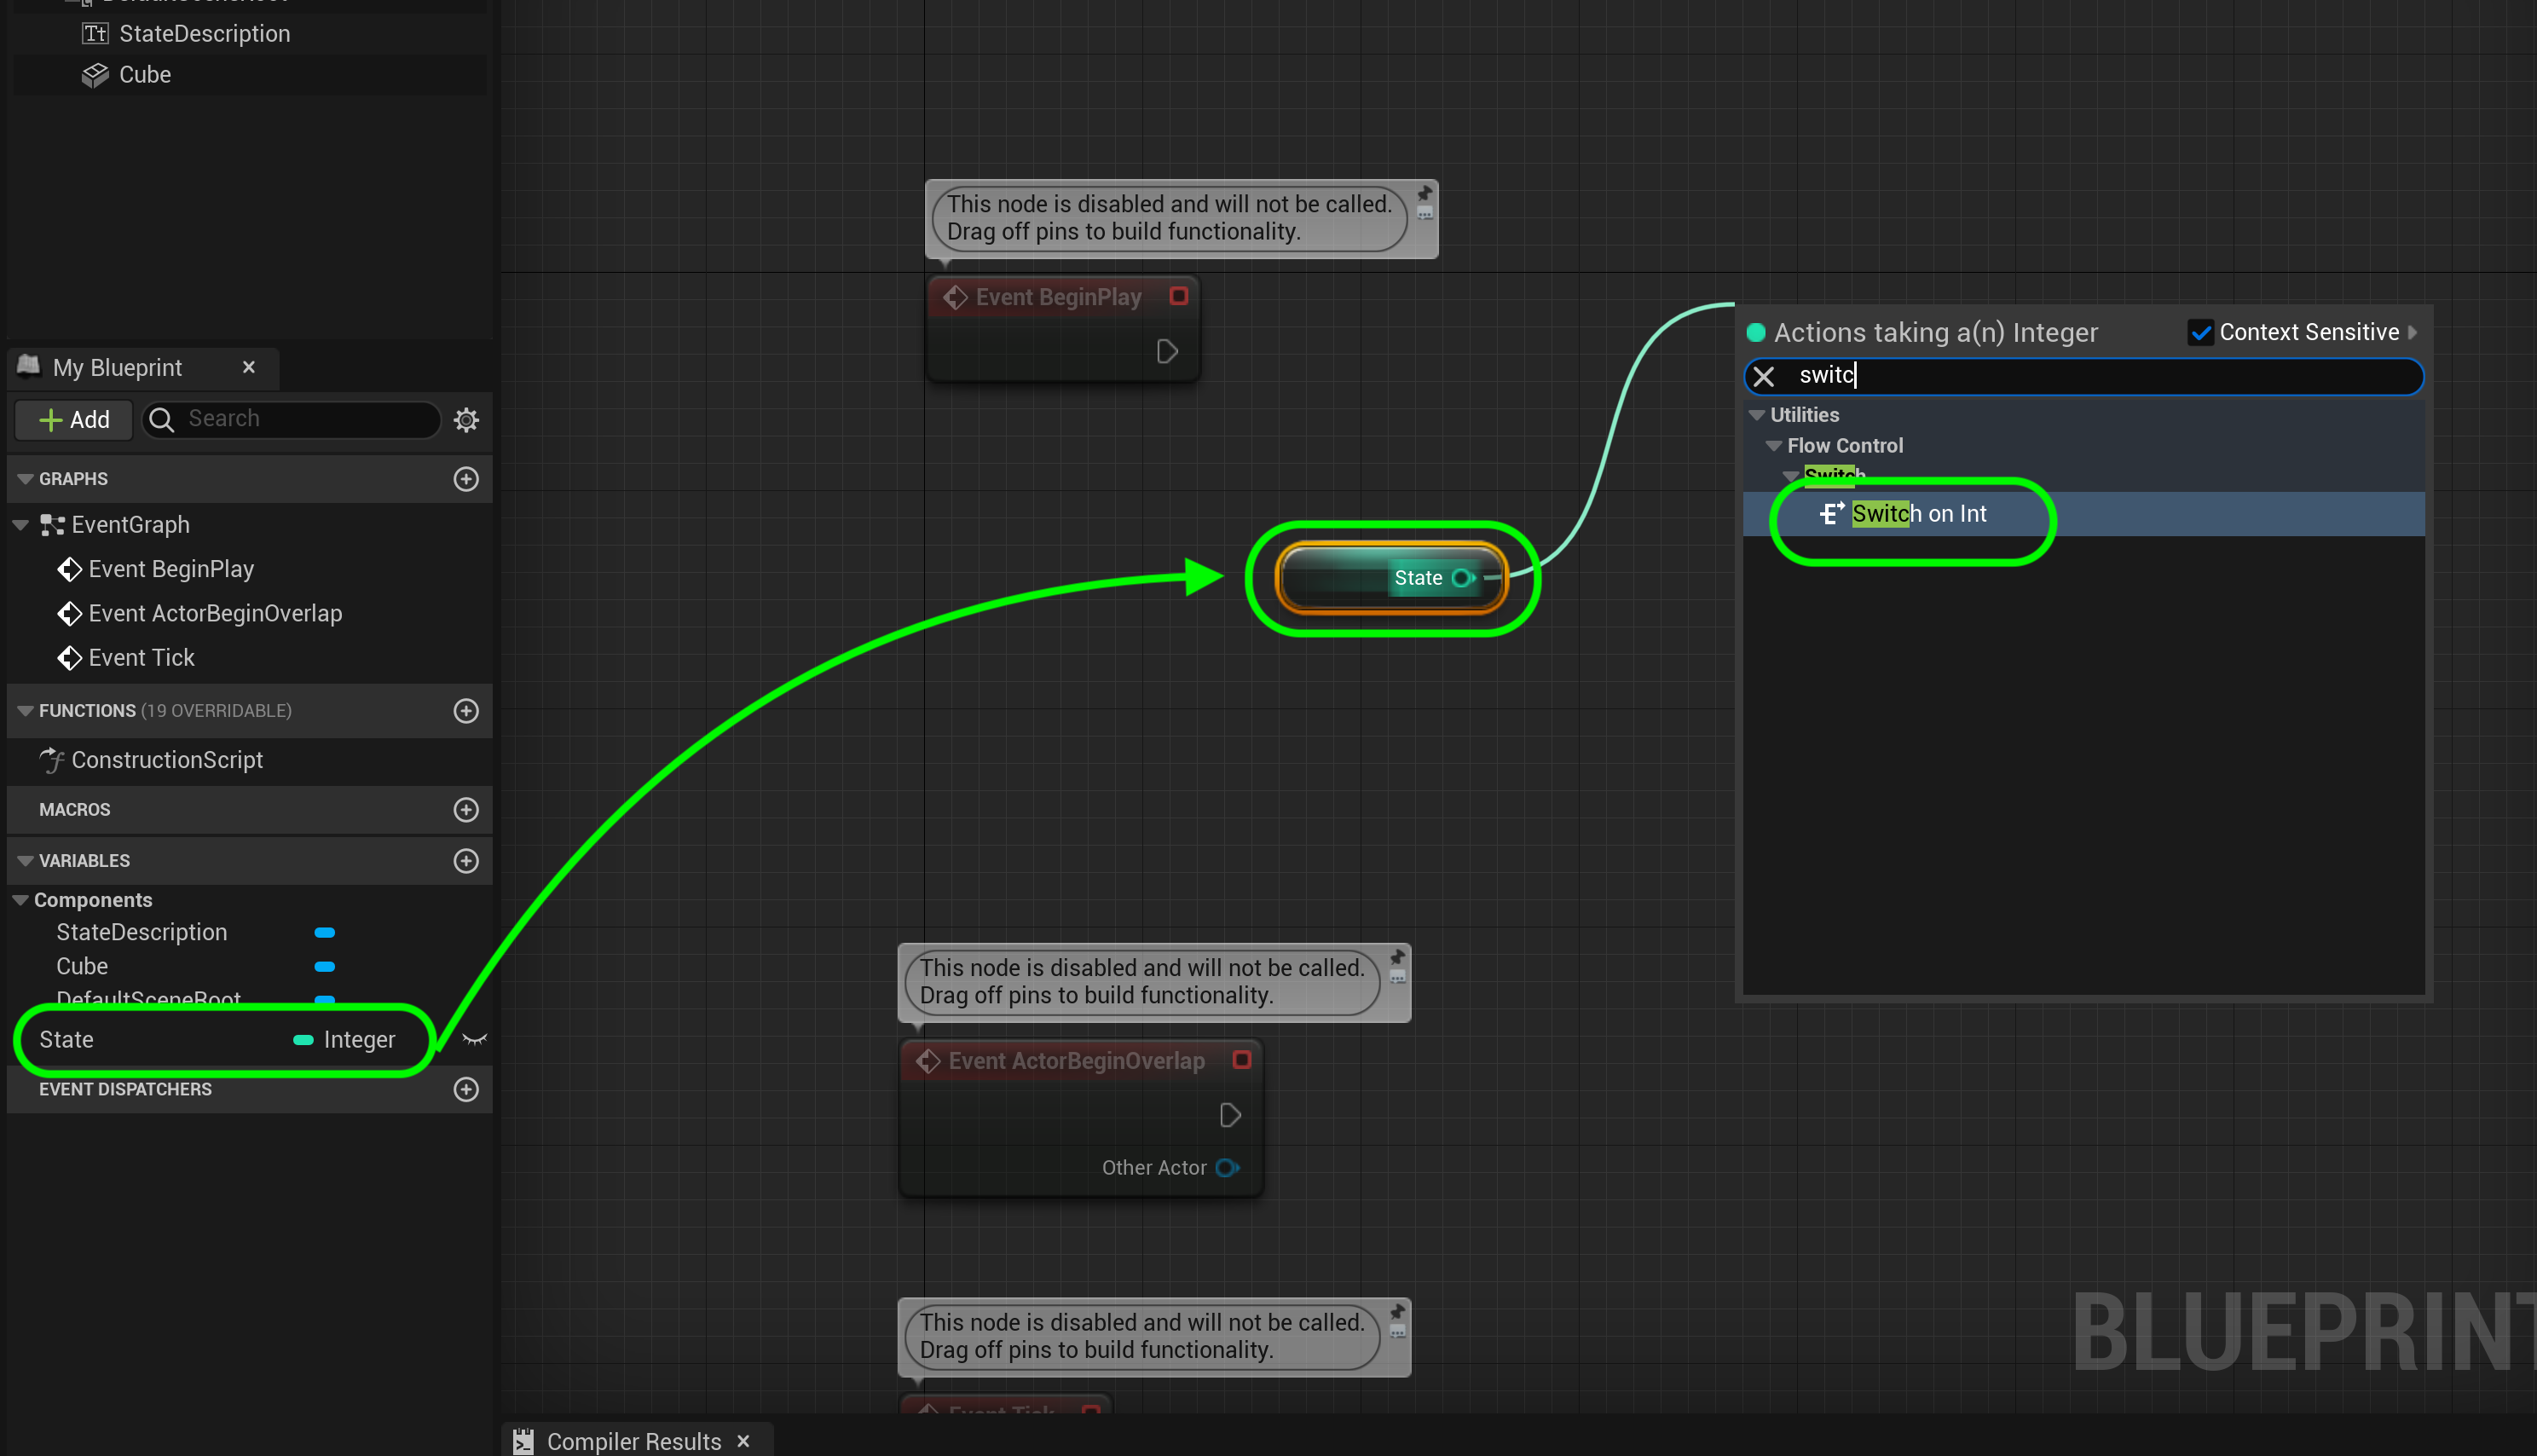 StateDescription
Cube
My Blueprint
Add
Search
GRAPHS
EventGraph
Event BeginPlay
Event ActorBeginOverlap
Event Tick
FUNCTIONS (19 OVERRIDABLE)
ConstructionScript
MACROS
VARIABLES
Components
StateDescription
Cube
DefaultSceneRoot
State Integer
EVENT DISPATCHERS
This node is disabled and will not be called.
Drag off pins to build functionality.
Event BeginPlay
State
Actions taking a(n) Integer
Context Sensitive
switc
Utilities
Flow Control
Switch
Switch on Int
This node is disabled and will not be called.
Drag off pins to build functionality.
Event ActorBeginOverlap
Other Actor
This node is disabled and will not be called.
Drag off pins to build functionality.
Event Tick
BLUEPRINT
Compiler Results